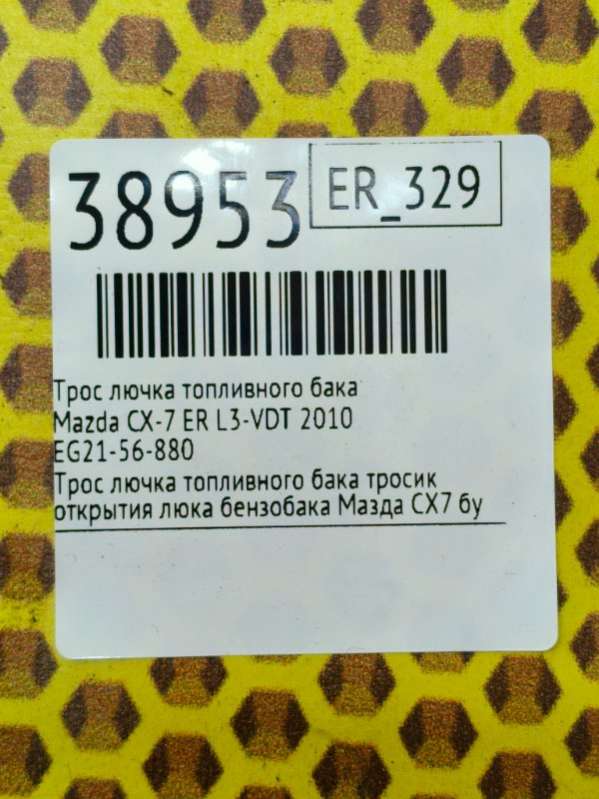 38953 ER_329
Трос лючка топливного бака
Mazda CX-7 ER L3-VDT 2010
EG21-56-880
Трос лючка топливного бака тросик
открытия люка бензобака Мазда СХ7 бу